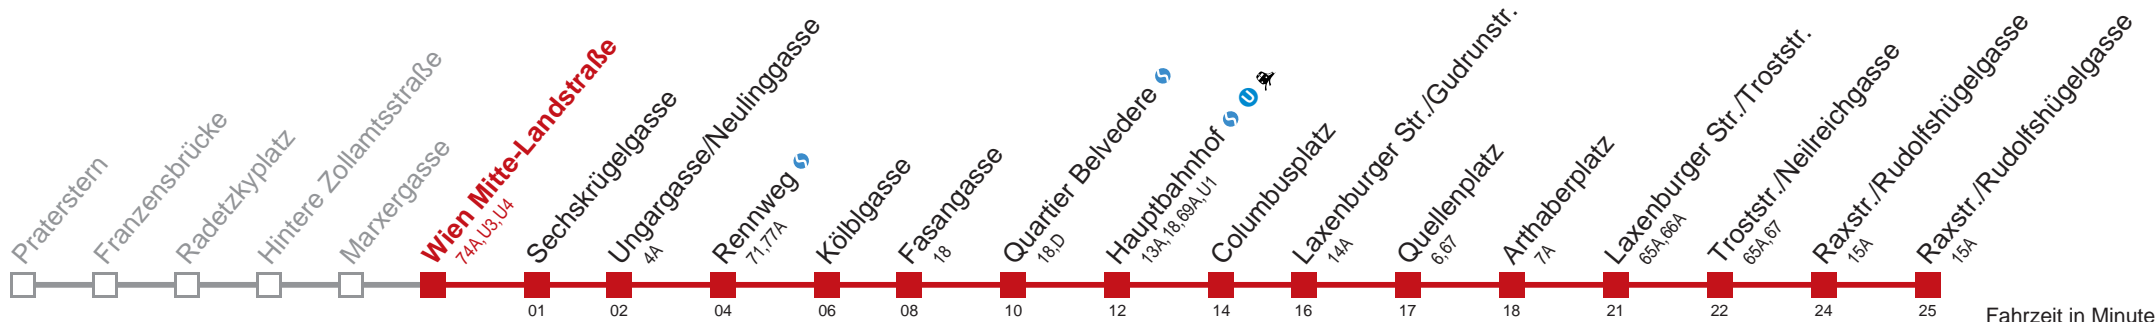 Praterstern
Franzensbrücke
Radetzkyplatz
Hintere Zollamtsstraße
Marxergasse
Wien Mitte-Landstraße
74A, U3, U4
Sechskrügelgasse
01
Ungargasse/Neulinggasse
4A
02
Rennweg S
71,77A
04
Kölblgasse
06
Fasangasse
18
08
Quartier Belvedere S
18,D
10
Hauptbahnhof S U
13A,18,69A,U1
12
Columbusplatz
14
Laxenburger Str./Gudrunstr.
14A
16
Quellenplatz
6,67
17
Arthaberplatz
7A
18
Laxenburger Str./Troststr.
65A,66A
21
Troststr./Neilreichgasse
65A,67
22
Raxstr./Rudolfshügelgasse
15A
24
Raxstr./Rudolfshügelgasse
15A
25
Fahrzeit in Minute